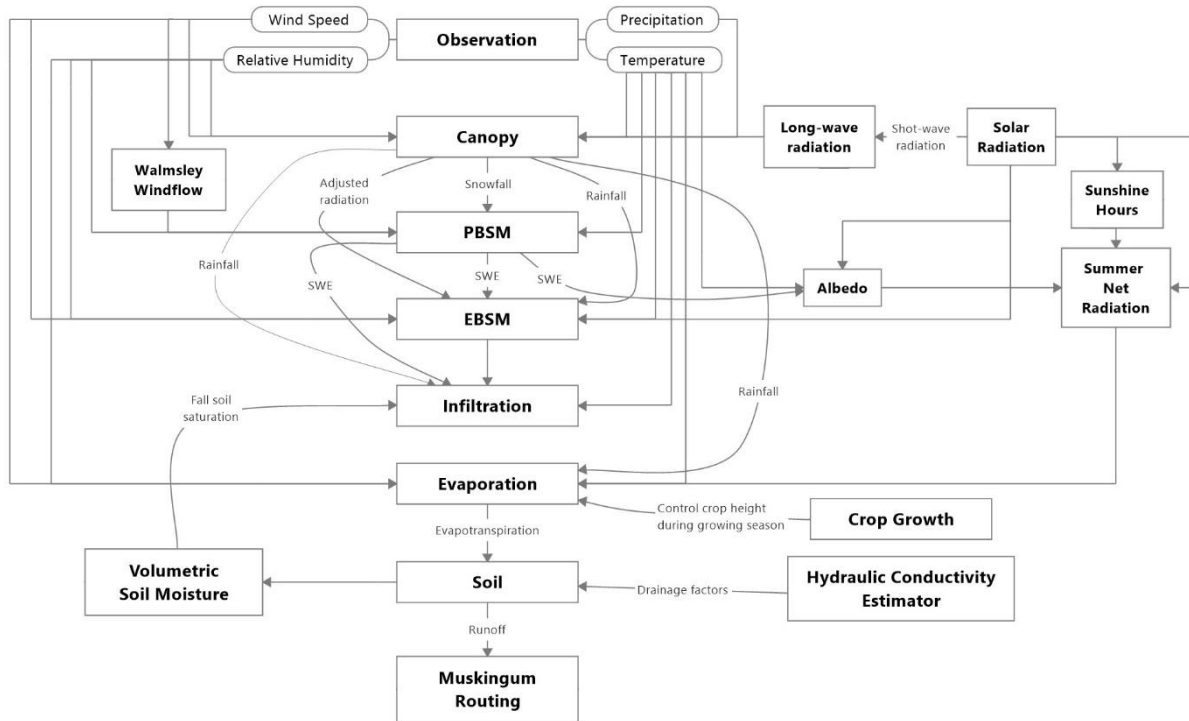 Wind Speed
Precipitation
Observation
Relative Humidity
Temperature
Canopy
Long-wave
radiation
Shot-wave
radiation
Solar
Radiation
Walmsley
Windflow
Adjusted
radiation
Snowfall
Rainfall
Sunshine
Hours
PBSM
Rainfall
SWE
SWE
SWE
Albedo
Summer
Net
Radiation
EBSM
Fall soil
saturation
Infiltration
Rainfall
Evaporation
Control crop height
during growing season
Crop Growth
Evapotranspiration
Volumetric
Soil Moisture
Soil
Drainage factors
Hydraulic Conductivity
Estimator
Runoff
Muskingum
Routing